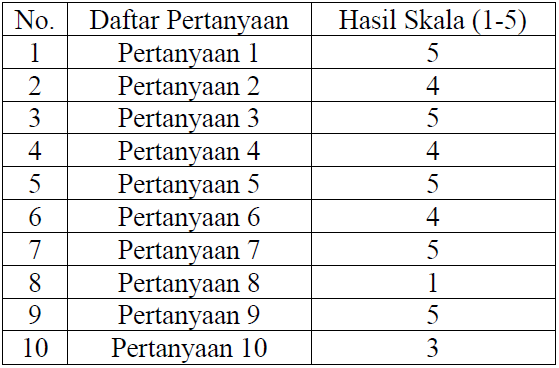 No. Daftar Pertanyaan Hasil Skala (1-5)
1 Pertanyaan 1 5
2 Pertanyaan 2 4
3 Pertanyaan 3 5
4 Pertanyaan 4 4
5 Pertanyaan 5 5
6 Pertanyaan 6 4
7 Pertanyaan 7 5
8 Pertanyaan 8 1
9 Pertanyaan 9 5
10 Pertanyaan 10 3